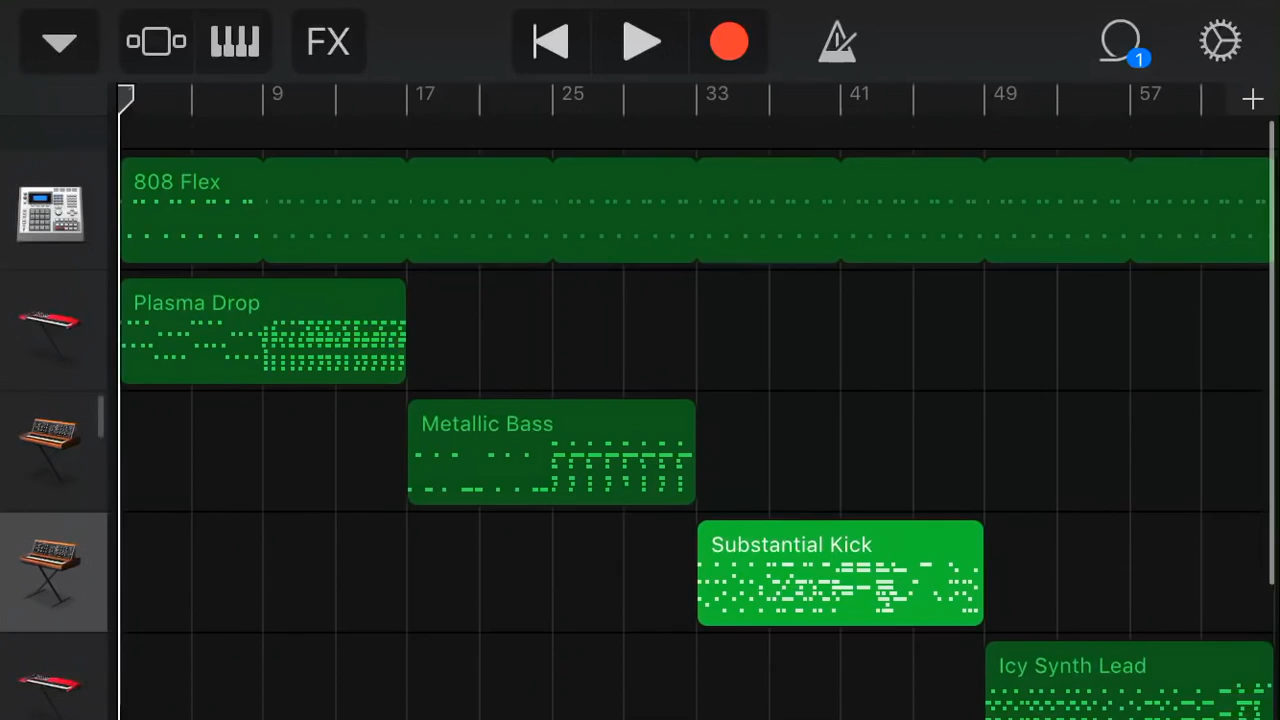 FX
1
9 17 25 33 41 49 57
808 Flex
Plasma Drop
Metallic Bass
Substantial Kick
Icy Synth Lead